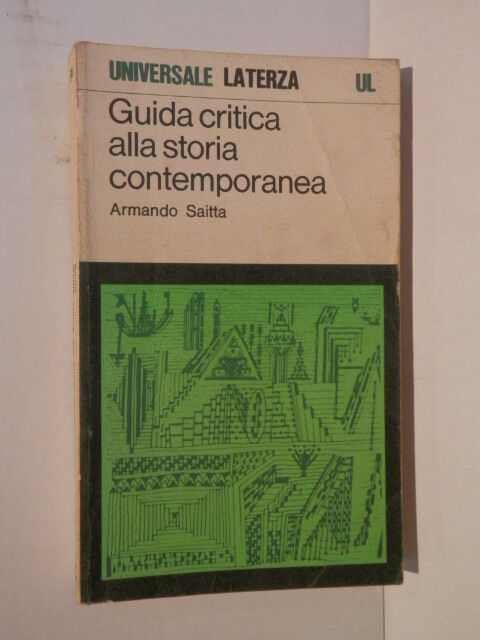 UNIVERSALE LATERZA UL
Guida critica
alla storia
contemporanea
Armando Saitta